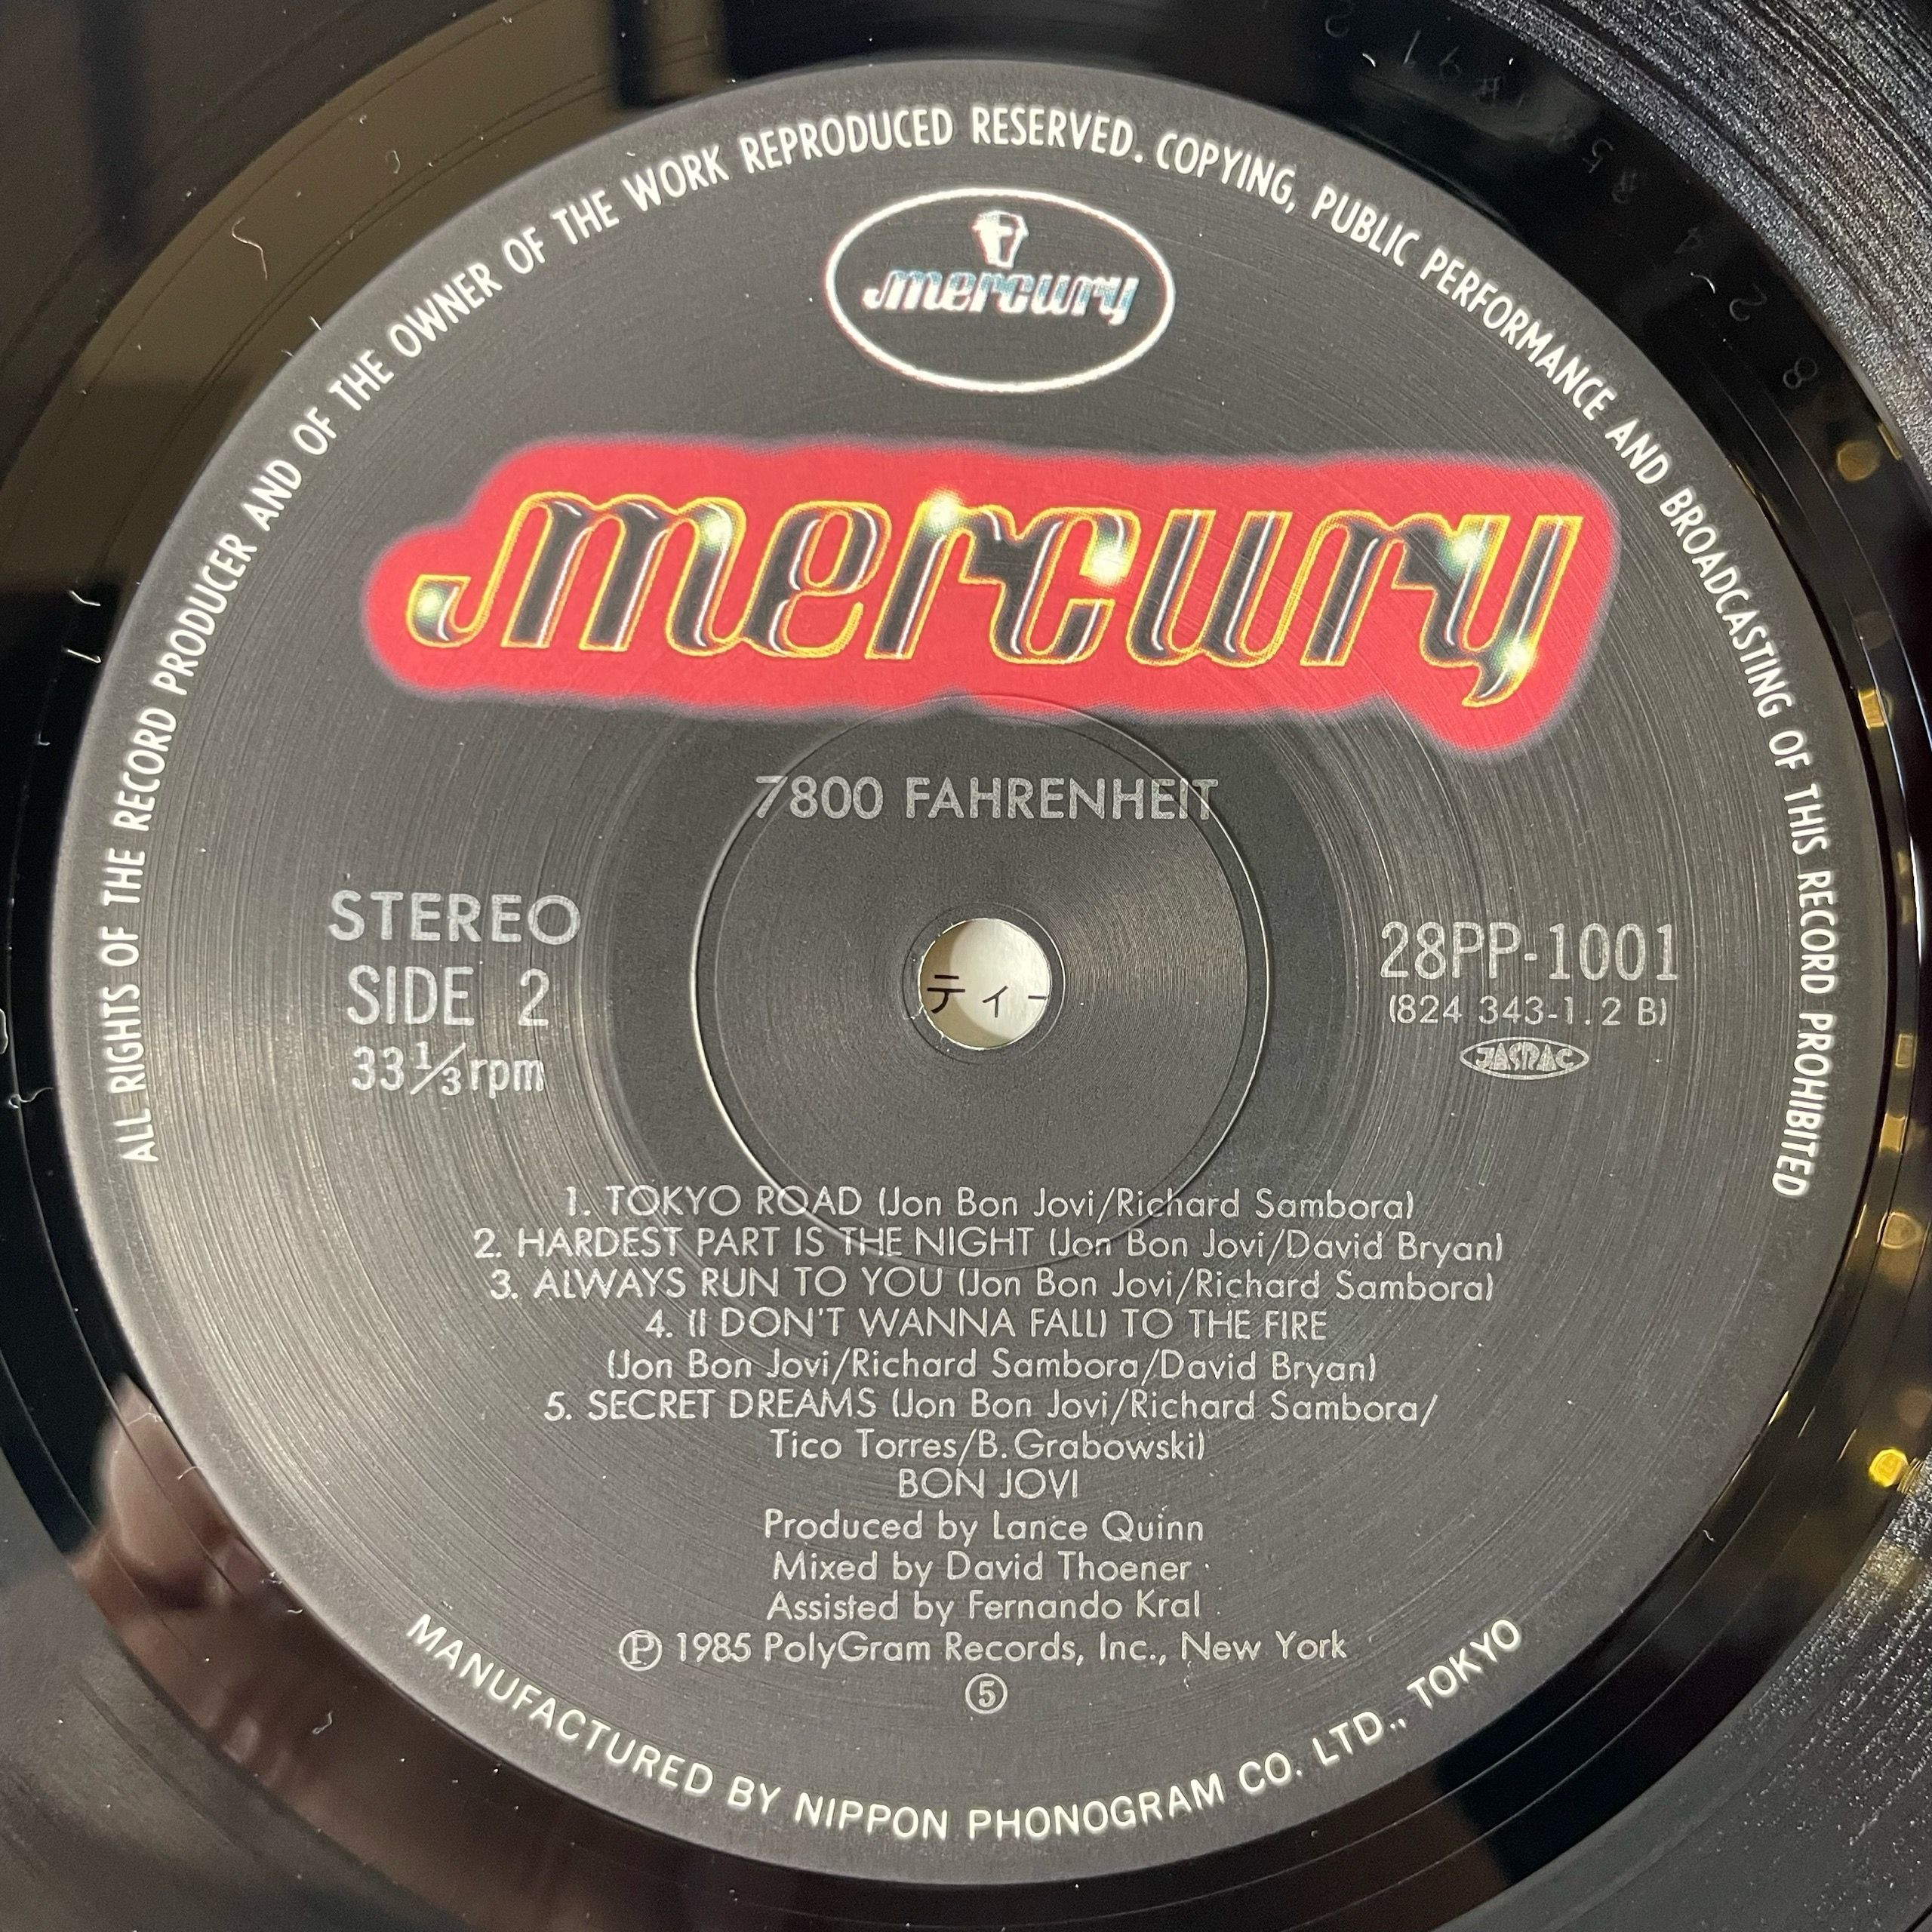 ALL RIGHTS OF THE RECORD PRODUCER AND OF THE OWNER OF THE WORK REPRODUCED RESERVED. COPYING, PUBLIC PERFORMANCE AND BROADCASTING OF THIS RECORD PROHIBITED
mercury
mercury
7800 FAHRENHEIT
STEREO
SIDE 2
33 1/3 rpm
ティー
28PP-1001
(824 343-1.2 B)
JASRAC
1. TOKYO ROAD (Jon Bon Jovi/Richard Sambora)
2. HARDEST PART IS THE NIGHT (Jon Bon Jovi/David Bryan)
3. ALWAYS RUN TO YOU (Jon Bon Jovi/Richard Sambora)
4. (I DON'T WANNA FALL) TO THE FIRE
(Jon Bon Jovi/Richard Sambora/David Bryan)
5. SECRET DREAMS (Jon Bon Jovi/Richard Sambora/
Tico Torres/B. Grabowski)
BON JOVI
Produced by Lance Quinn
Mixed by David Thoener
Assisted by Fernando Kral
Ⓟ 1985 PolyGram Records, Inc., New York
⑤
MANUFACTURED BY NIPPON PHONOGRAM CO. LTD., TOKYO